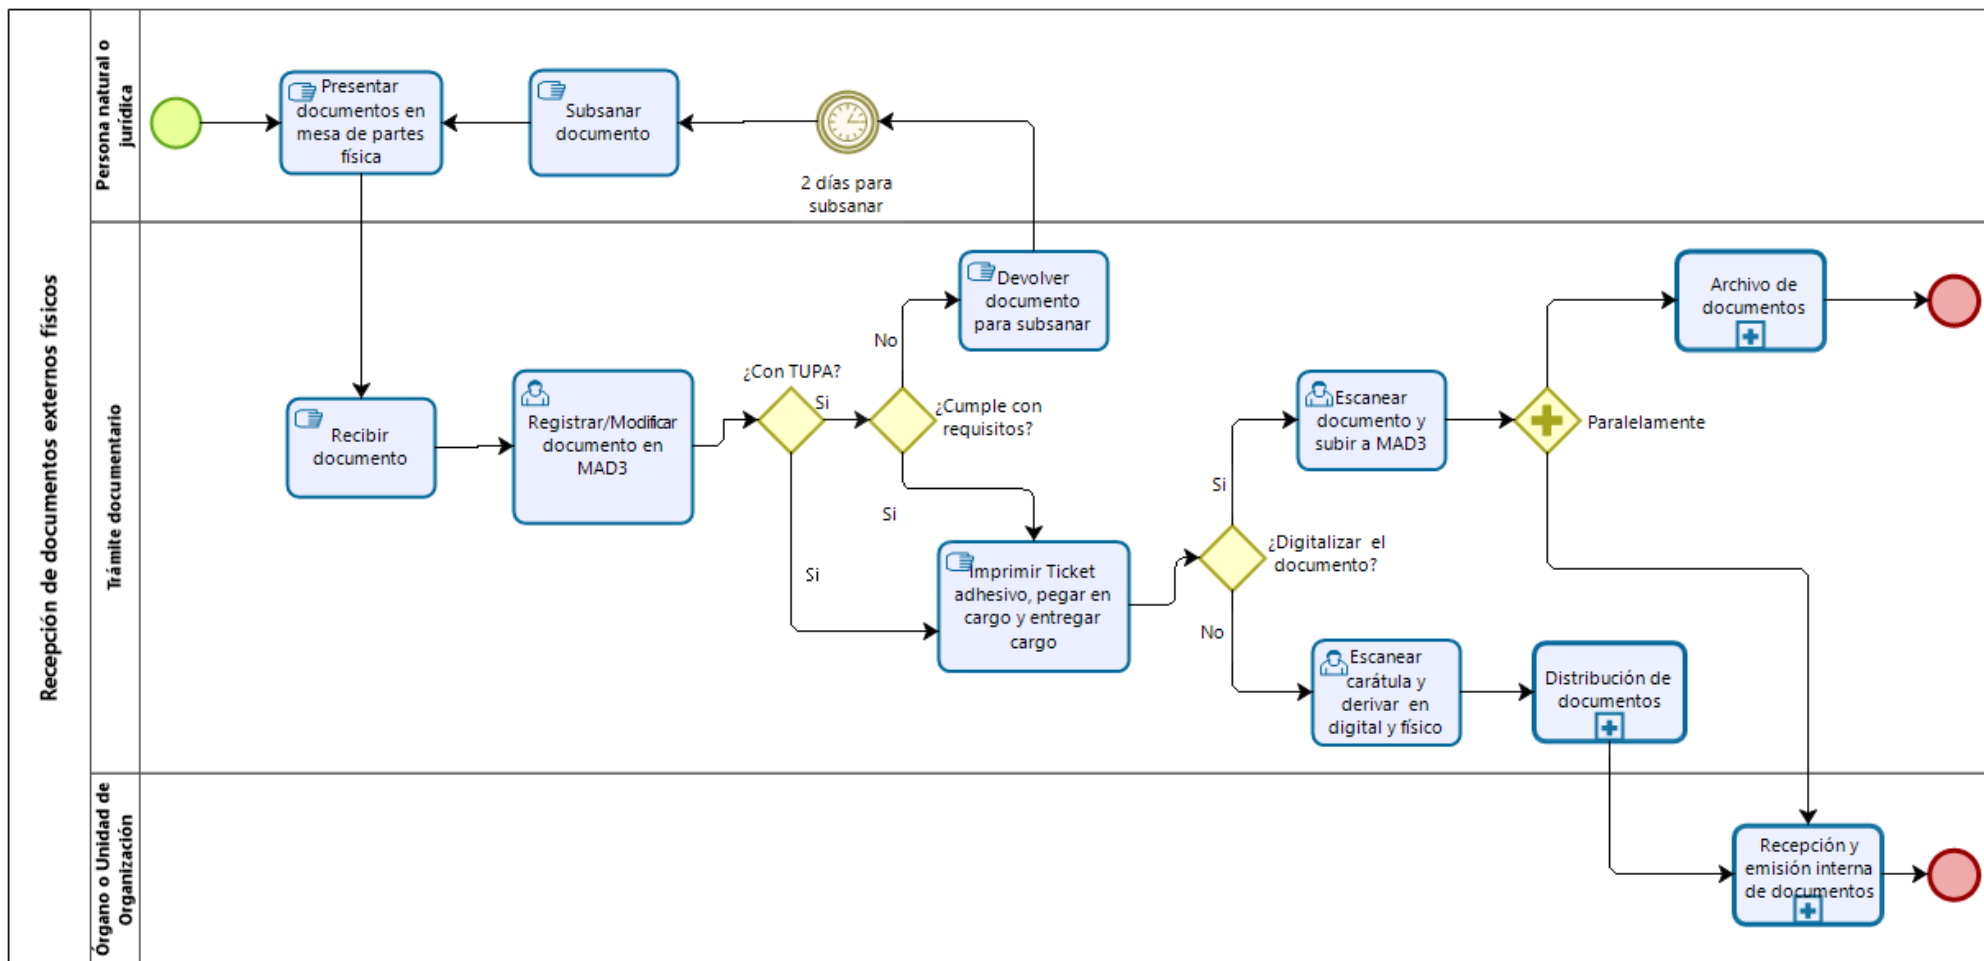 Recepción de documentos externos físicos
Persona natural o
jurídica
Presentar
documentos en
mesa de partes
física
Subsanar
documento
2 días para
subsanar
Trámite documentario
Recibir
documento
Registrar/Modificar
documento en
MAD3
¿Con TUPA?
Si
Si
¿Cumple con
requisitos?
No
Si
Devolver
documento
para subsanar
Imprimir Ticket
adhesivo, pegar en
cargo y entregar
cargo
¿Digitalizar el
documento?
Si
No
Escanear
documento y
subir a MAD3
Paralelamente
Archivo de
documentos
Escanear
carátula y
derivar en
digital y físico
Distribución de
documentos
Órgano o Unidad de
Organización
Recepción y
emisión interna
de documentos